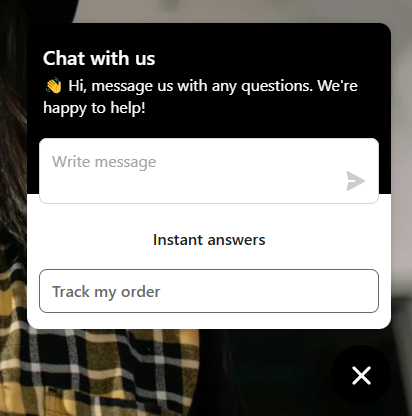 Chat with us
👋 Hi, message us with any questions. We're
happy to help!
Write message
Instant answers
Track my order